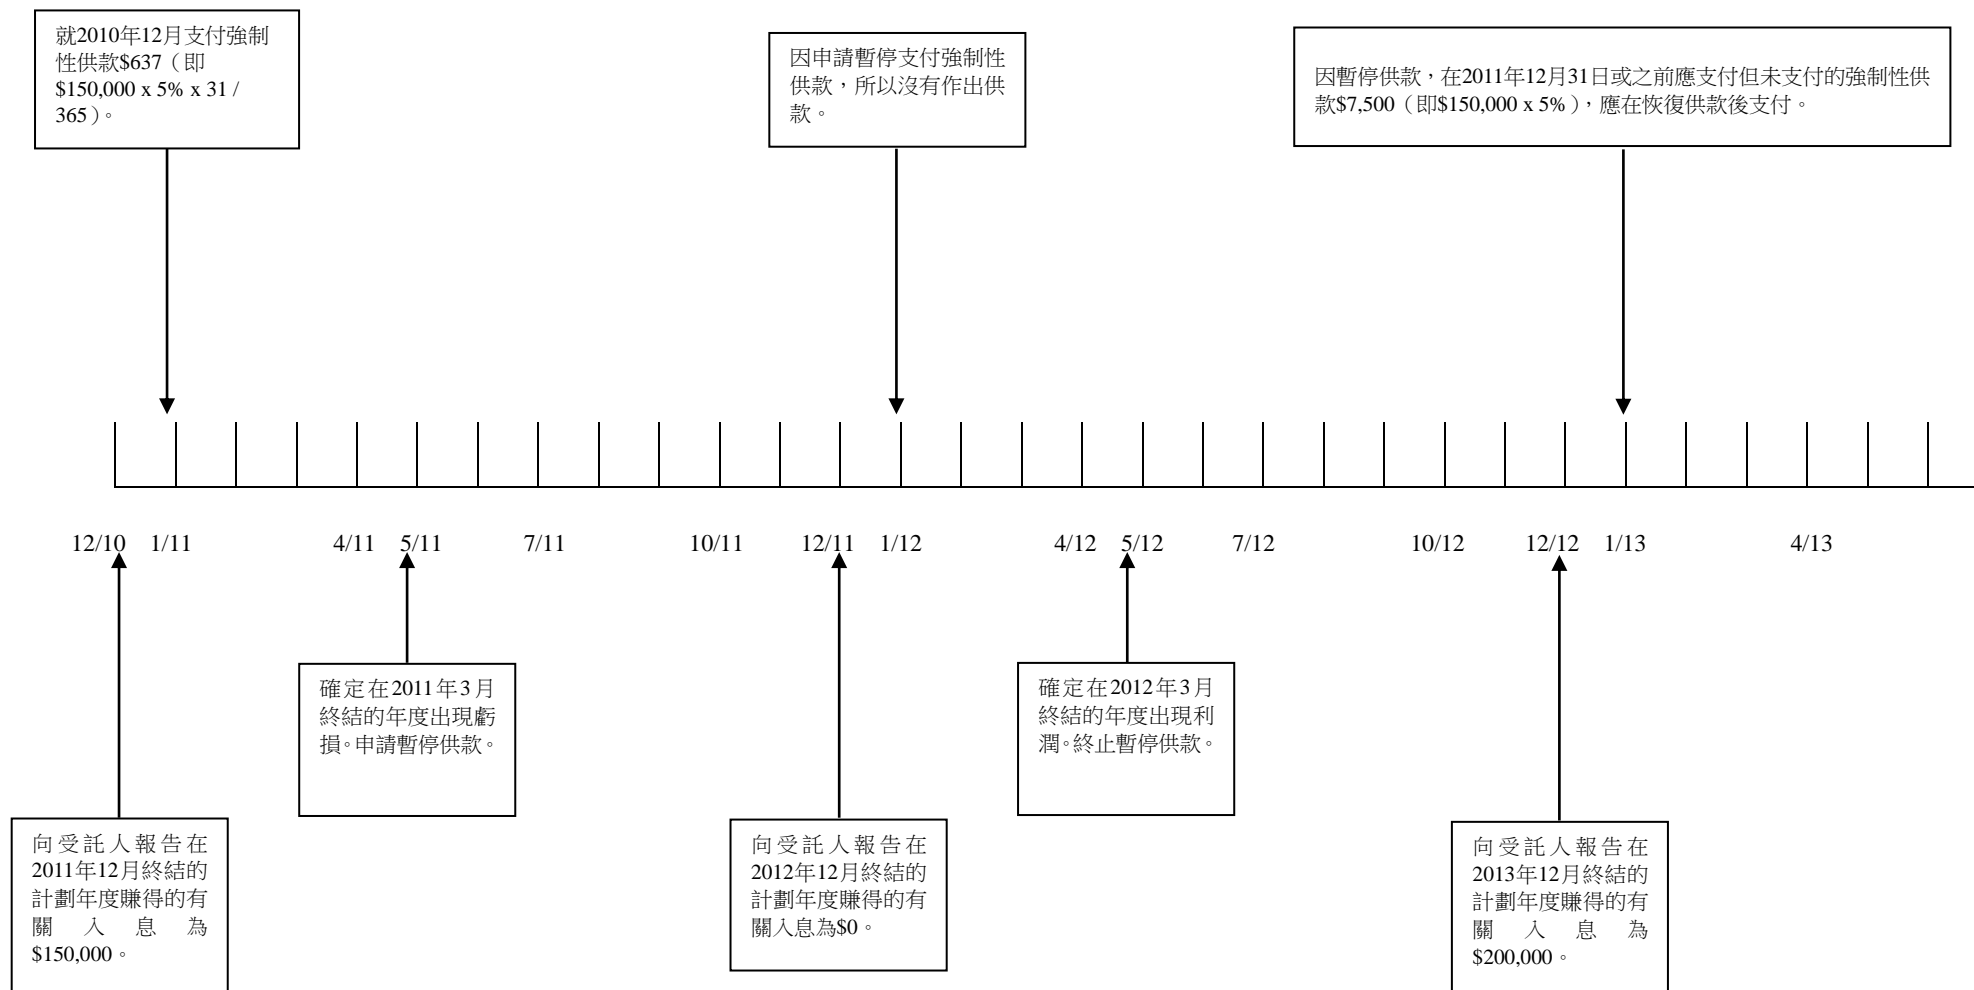 就2010年12月支付強制
性供款$637（即
$150,000 x 5% x 31 /
365）。
因申請暫停支付強制性
供款，所以沒有作出供
款。
因暫停供款，在2011年12月31日或之前應支付但未支付的強制性供
款$7,500（即$150,000 x 5%），應在恢復供款後支付。
12/10 1/11 4/11 5/11 7/11 10/11 12/11 1/12 4/12 5/12 7/12 10/12 12/12 1/13 4/13
確定在2011年3月
終結的年度出現虧
損。申請暫停供款。
確定在2012年3月
終結的年度出現利
潤。終止暫停供款。
向受託人報告在
2011年12月終結的
計劃年度賺得的有
關入息為
$150,000。
向受託人報告在
2012年12月終結的
計劃年度賺得的有
關入息為$0。
向受託人報告在
2013年12月終結的
計劃年度賺得的有
關入息為
$200,000。